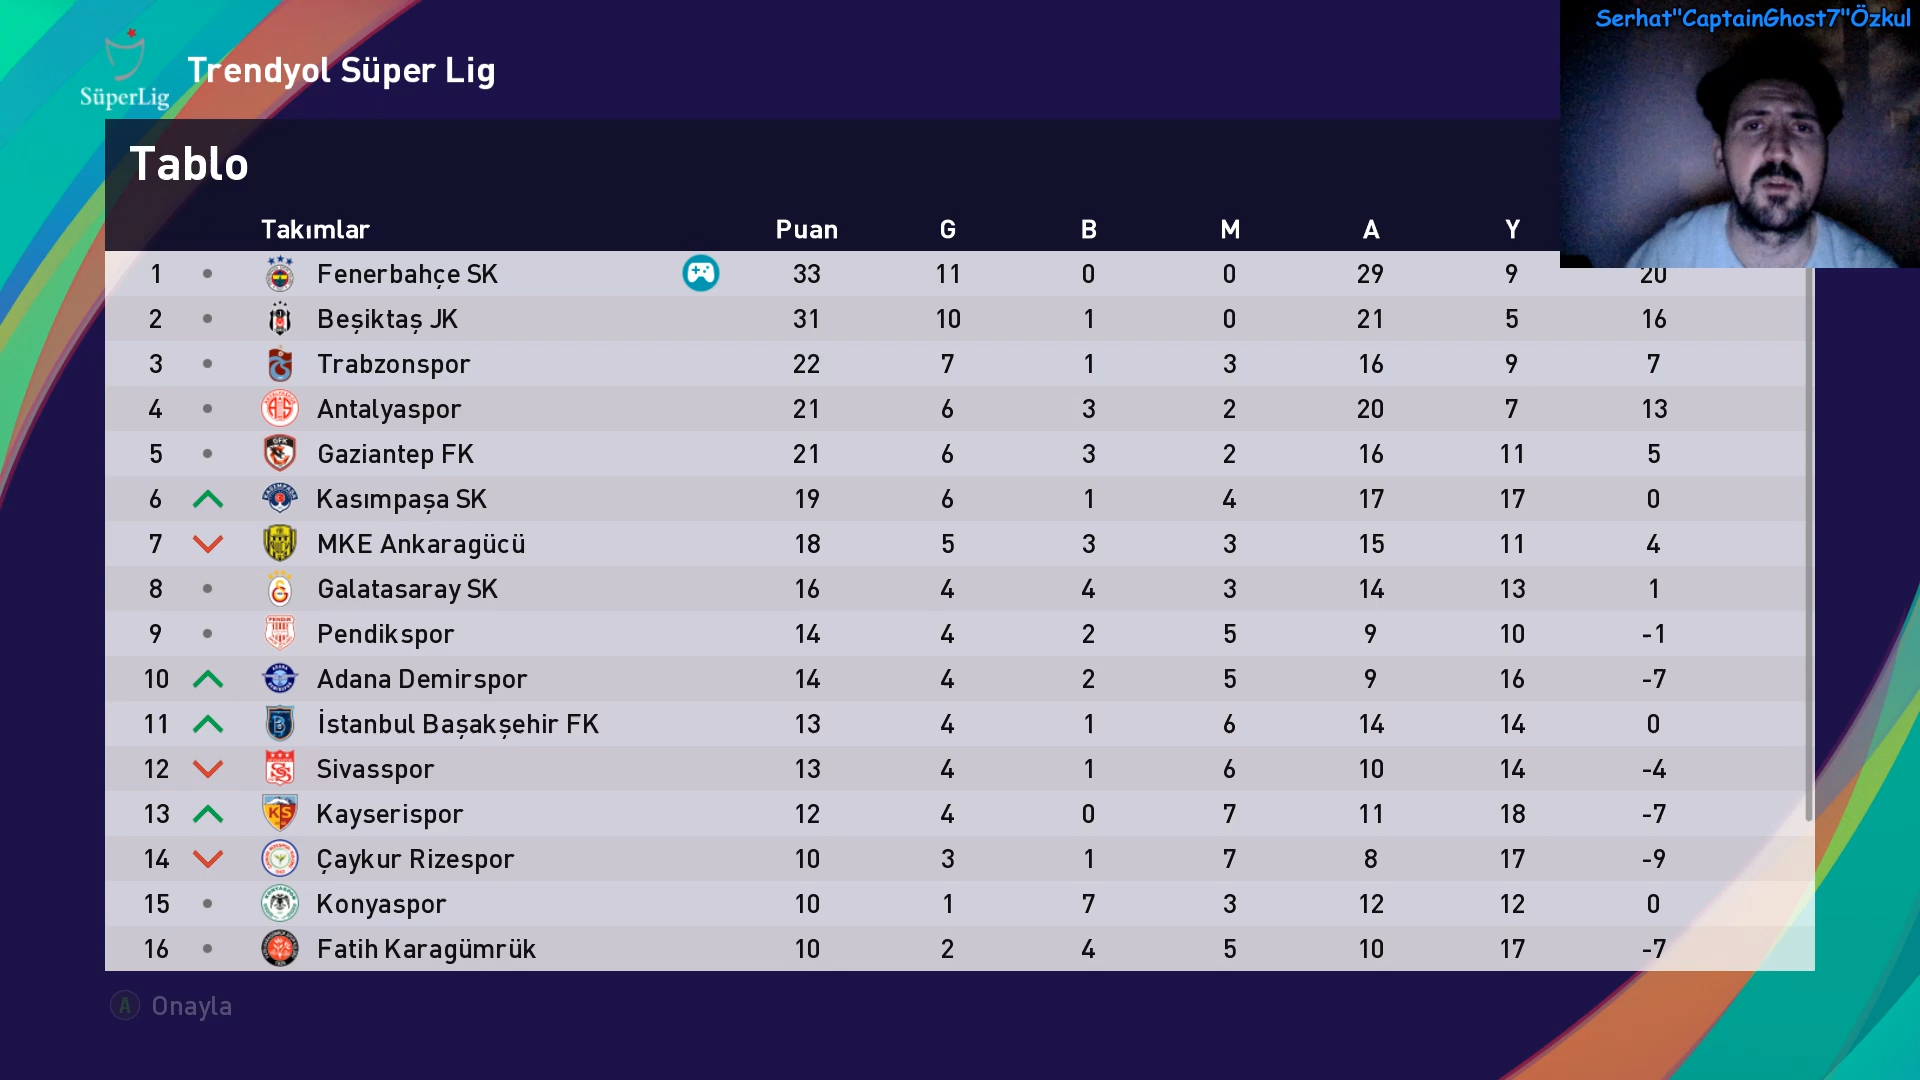 Serhat"CaptainGhost7"Özkul
SüperLig
Trendyol Süper Lig
Tablo
Takımlar Puan G B M A Y
1 Fenerbahçe SK 33 11 0 0 29 9 20
2 Beşiktaş JK 31 10 1 0 21 5 16
3 Trabzonspor 22 7 1 3 16 9 7
4 Antalyaspor 21 6 3 2 20 7 13
5 Gaziantep FK 21 6 3 2 16 11 5
6 Kasımpaşa SK 19 6 1 4 17 17 0
7 MKE Ankaragücü 18 5 3 3 15 11 4
8 Galatasaray SK 16 4 4 3 14 13 1
9 Pendikspor 14 4 2 5 9 10 -1
10 Adana Demirspor 14 4 2 5 9 16 -7
11 İstanbul Başakşehir FK 13 4 1 6 14 14 0
12 Sivasspor 13 4 1 6 10 14 -4
13 Kayserispor 12 4 0 7 11 18 -7
14 Çaykur Rizespor 10 3 1 7 8 17 -9
15 Konyaspor 10 1 7 3 12 12 0
16 Fatih Karagümrük 10 2 4 5 10 17 -7
A Onayla